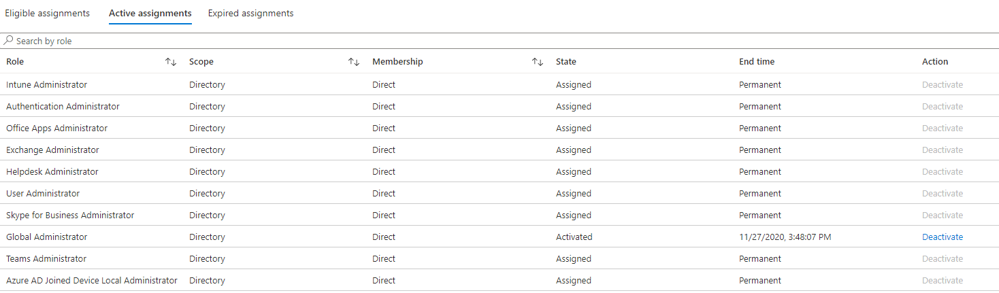 Eligible assignments Active assignments Expired assignments
Search by role
Role Scope Membership State End time Action
Intune Administrator Directory Direct Assigned Permanent Deactivate
Authentication Administrator Directory Direct Assigned Permanent Deactivate
Office Apps Administrator Directory Direct Assigned Permanent Deactivate
Exchange Administrator Directory Direct Assigned Permanent Deactivate
Helpdesk Administrator Directory Direct Assigned Permanent Deactivate
User Administrator Directory Direct Assigned Permanent Deactivate
Skype for Business Administrator Directory Direct Assigned Permanent Deactivate
Global Administrator Directory Direct Activated 11/27/2020, 3:48:07 PM Deactivate
Teams Administrator Directory Direct Assigned Permanent Deactivate
Azure AD Joined Device Local Administrator Directory Direct Assigned Permanent Deactivate